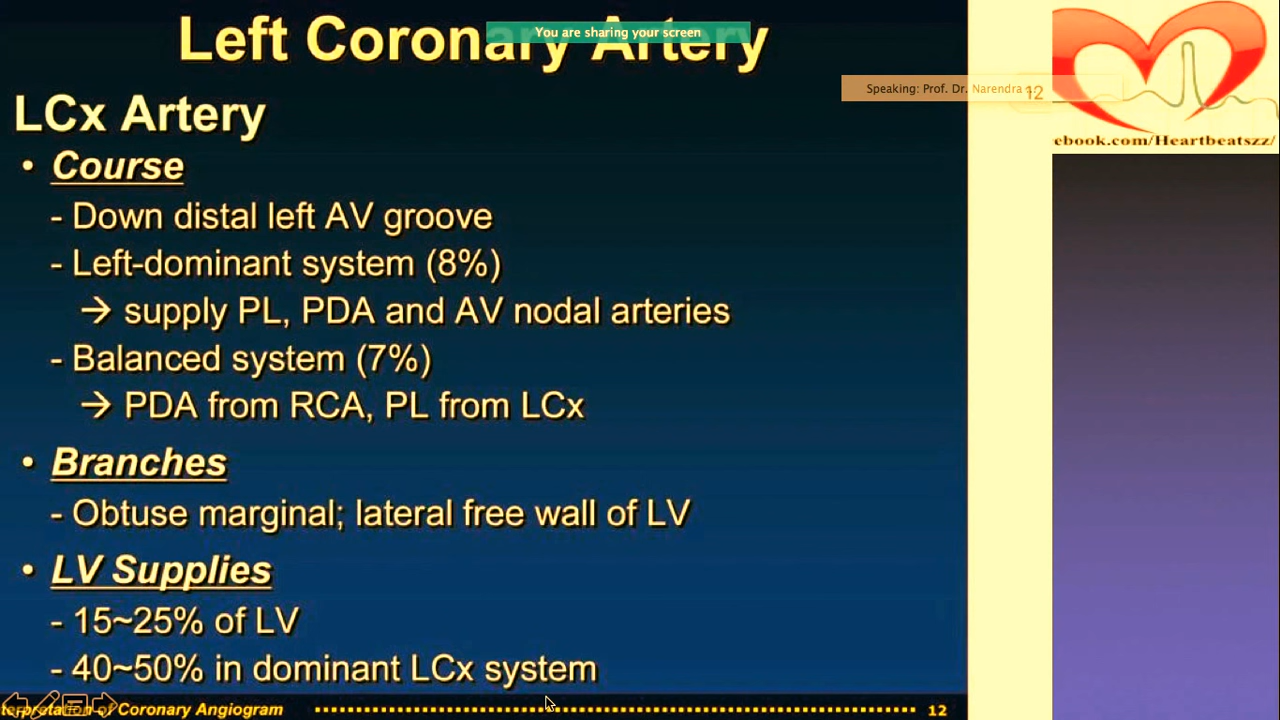 Left Coronary Artery
You are sharing your screen
Speaking: Prof. Dr. Narendra
12
LCx Artery
ebook.com/Heartbeatszz/
• Course
- Down distal left AV groove
- Left-dominant system (8%)
→ supply PL, PDA and AV nodal arteries
- Balanced system (7%)
→ PDA from RCA, PL from LCx
• Branches
- Obtuse marginal; lateral free wall of LV
• LV Supplies
- 15~25% of LV
- 40~50% in dominant LCx system
terpretation of Coronary Angiogram
12